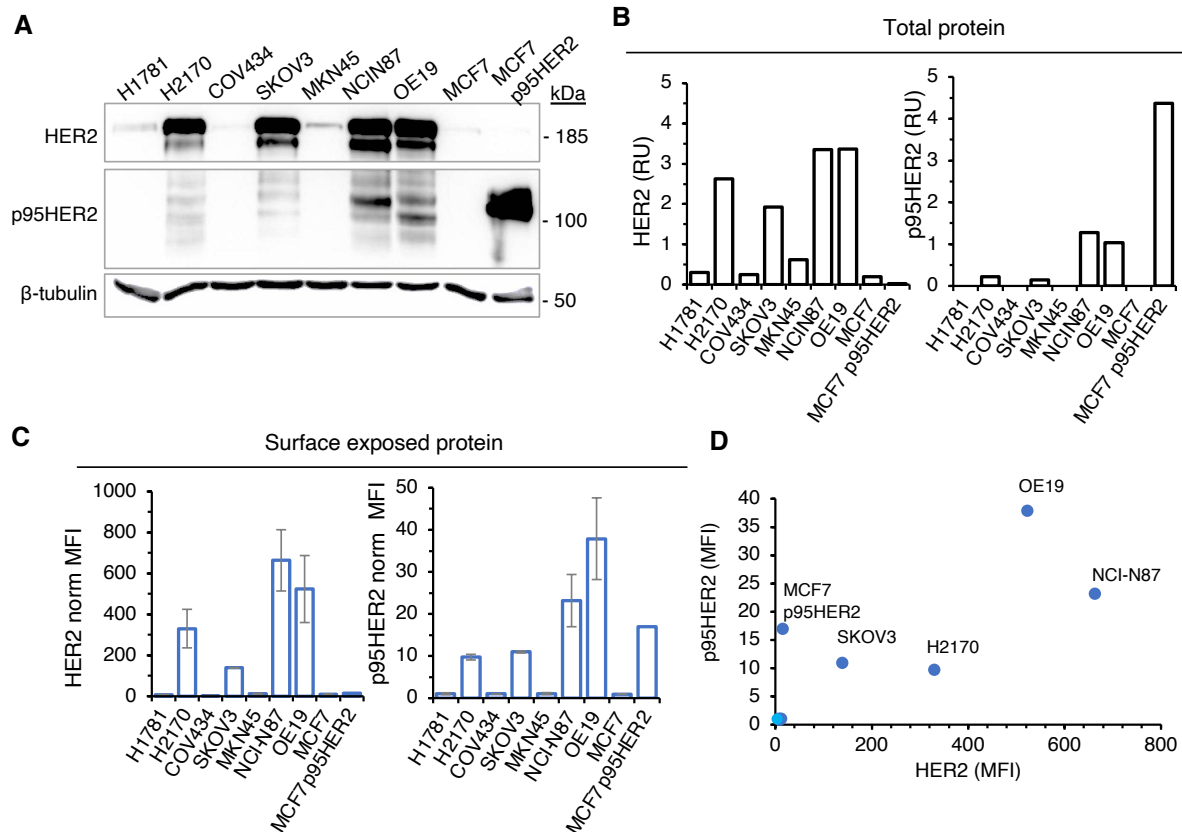 A
H1781
H2170
COV434
SKOV3
MKN45
NCIN87
OE19
MCF7
MCF7
p95HER2
kDa
HER2
- 185
p95HER2
- 100
β-tubulin
- 50
B
Total protein
HER2 (RU)
5
4
3
2
1
0
H1781
H2170
COV434
SKOV3
MKN45
NCIN87
OE19
MCF7
MCF7 p95HER2
p95HER2 (RU)
5
4
3
2
1
0
H1781
H2170
COV434
SKOV3
MKN45
NCIN87
OE19
MCF7
MCF7 p95HER2
C
Surface exposed protein
HER2 norm MFI
1000
800
600
400
200
0
H1781
H2170
COV434
SKOV3
MKN45
NCI-N87
OE19
MCF7
MCF7p95HER2
p95HER2 norm MFI
50
40
30
20
10
0
H1781
H2170
COV434
SKOV3
MKN45
NCI-N87
OE19
MCF7
MCF7p95HER2
D
p95HER2 (MFI)
40
35
30
25
20
15
10
5
0
OE19
NCI-N87
MCF7
p95HER2
SKOV3
H2170
0
200
400
600
800
HER2 (MFI)